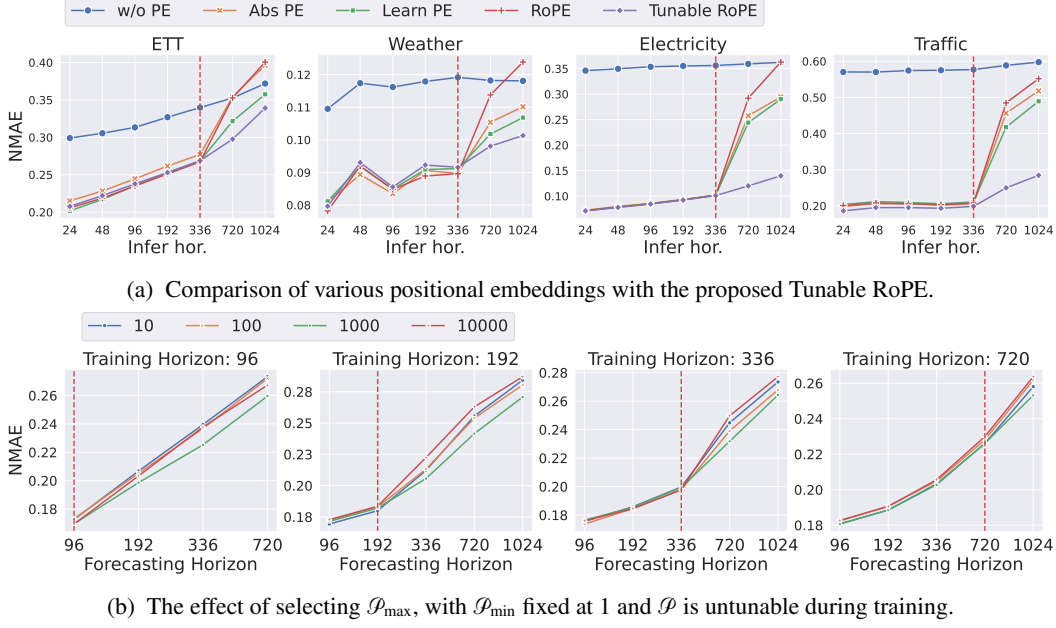 w/o PE Abs PE Learn PE RoPE Tunable RoPE
ETT Weather Electricity Traffic
NMAE
0.40 0.35 0.30 0.25 0.20
0.12 0.11 0.10 0.09 0.08
0.35 0.30 0.25 0.20 0.15 0.10
0.60 0.50 0.40 0.30 0.20
24 48 96 192 336 720 1024
24 48 96 192 336 720 1024
24 48 96 192 336 720 1024
24 48 96 192 336 720 1024
Infer hor. Infer hor. Infer hor. Infer hor.
(a) Comparison of various positional embeddings with the proposed Tunable RoPE.
10 100 1000 10000
Training Horizon: 96 Training Horizon: 192 Training Horizon: 336 Training Horizon: 720
NMAE
0.26 0.24 0.22 0.20 0.18
0.28 0.25 0.23 0.20 0.18
0.28 0.26 0.24 0.22 0.20 0.18
0.26 0.24 0.22 0.20 0.18
96 192 336 720
96 192 336 720 1024
96 192 336 720 1024
96 192 336 720 1024
Forecasting Horizon Forecasting Horizon Forecasting Horizon Forecasting Horizon
(b) The effect of selecting 𝒫max, with 𝒫min fixed at 1 and 𝒫 is untunable during training.